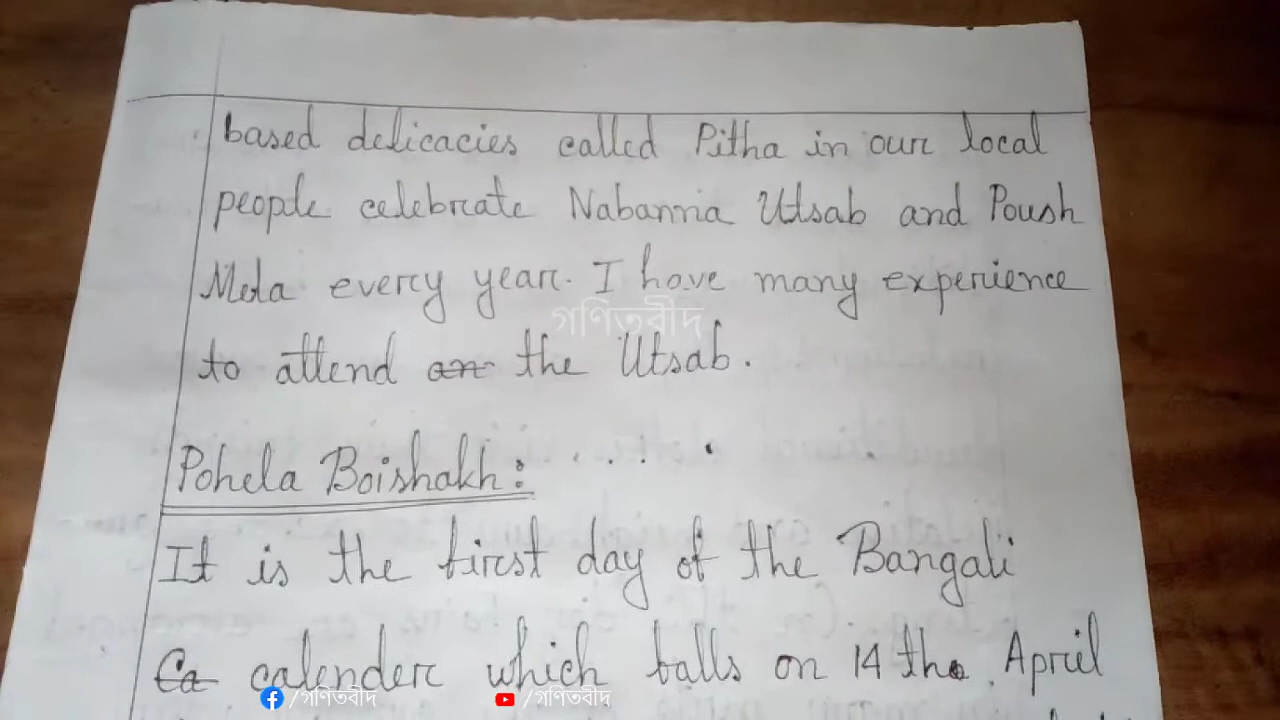 based delicacies called Pitha in our local
people celebrate Nabanna Utsab and Poush
Mela every year. I have many experience
গণিতবীদ
to attend an the Utsab.
Pohela Boishakh:
It is the first day of the Bangali
Ca calender which falls on 14 the April
/গণিতবীদ /গণিতবীদ